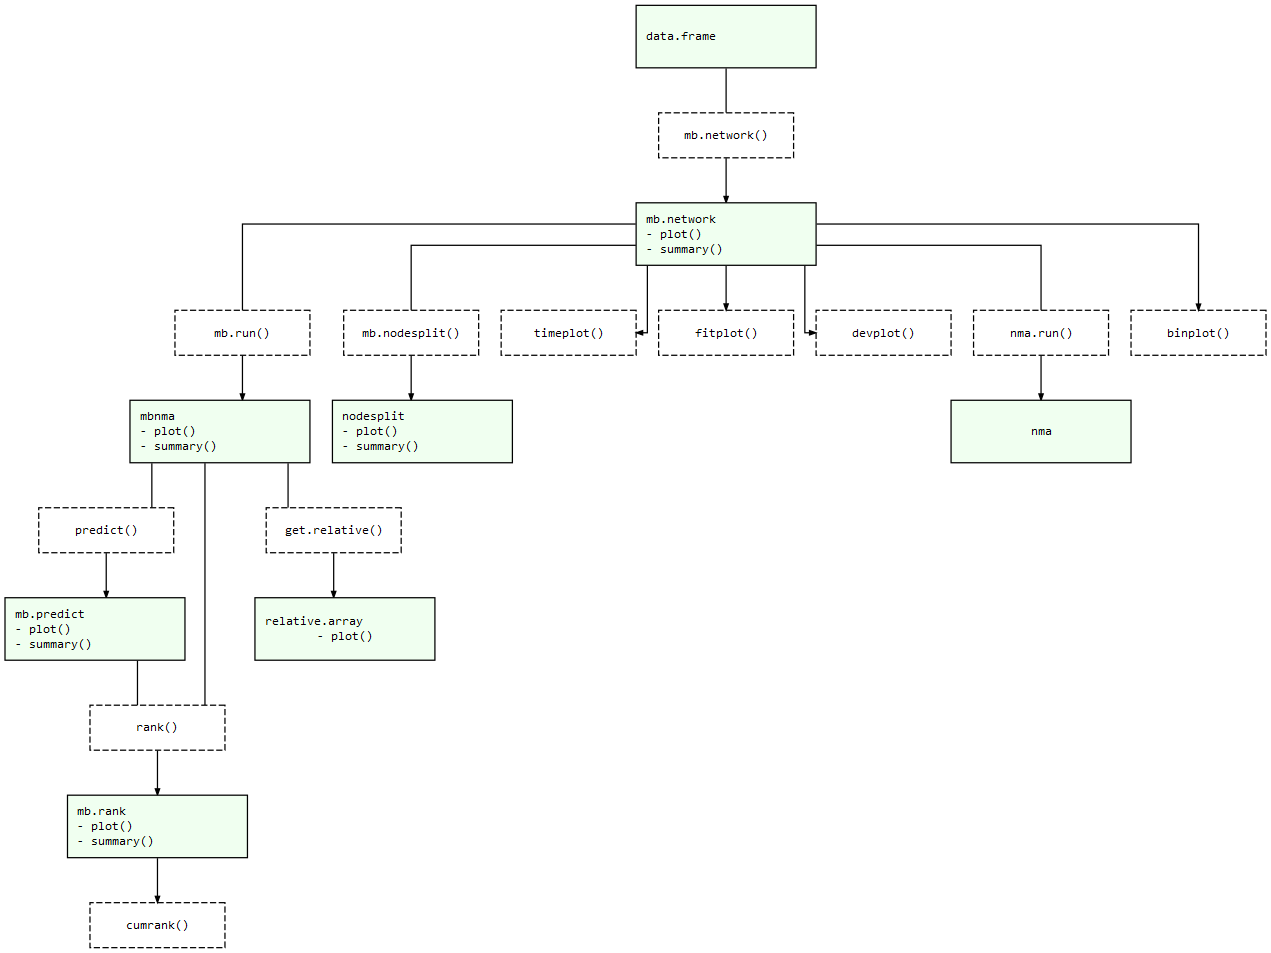 data.frame
mb.network()
mb.network
- plot()
- summary()
mb.run()
mb.nodesplit()
timeplot()
fitplot()
devplot()
nma.run()
binplot()
mbnma
- plot()
- summary()
nodesplit
- plot()
- summary()
nma
predict()
get.relative()
mb.predict
- plot()
- summary()
relative.array
- plot()
rank()
mb.rank
- plot()
- summary()
cumrank()